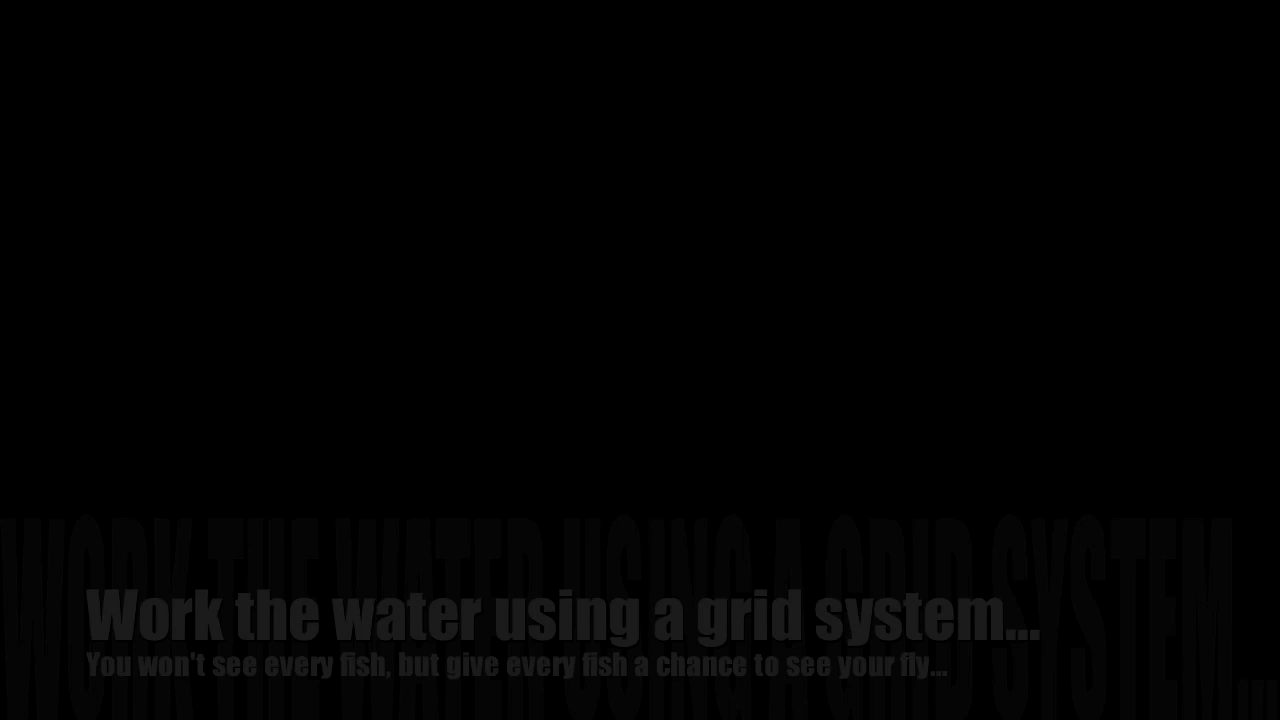 WORK THE WATER USING A GRID SYSTEM...
Work the water using a grid system...
You won't see every fish, but give every fish a chance to see your fly...